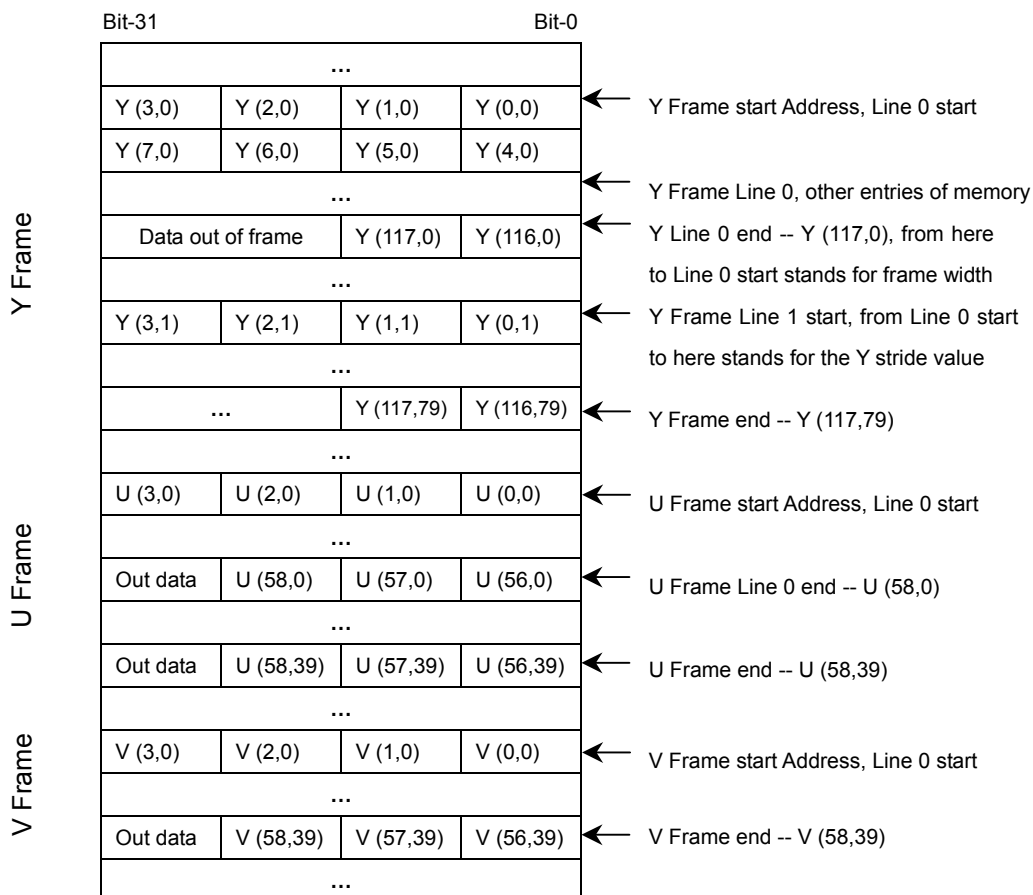 Bit-31 Bit-0
...
Y (3,0) Y (2,0) Y (1,0) Y (0,0) Y Frame start Address, Line 0 start
Y (7,0) Y (6,0) Y (5,0) Y (4,0)
... Y Frame Line 0, other entries of memory
Data out of frame Y (117,0) Y (116,0) Y Line 0 end -- Y (117,0), from here
... to Line 0 start stands for frame width
Y (3,1) Y (2,1) Y (1,1) Y (0,1) Y Frame Line 1 start, from Line 0 start
... to here stands for the Y stride value
... Y (117,79) Y (116,79) Y Frame end -- Y (117,79)
...
Y Frame
U (3,0) U (2,0) U (1,0) U (0,0) U Frame start Address, Line 0 start
...
Out data U (58,0) U (57,0) U (56,0) U Frame Line 0 end -- U (58,0)
...
Out data U (58,39) U (57,39) U (56,39) U Frame end -- U (58,39)
...
U Frame
V (3,0) V (2,0) V (1,0) V (0,0) V Frame start Address, Line 0 start
...
Out data V (58,39) V (57,39) V (56,39) V Frame end -- V (58,39)
...
V Frame